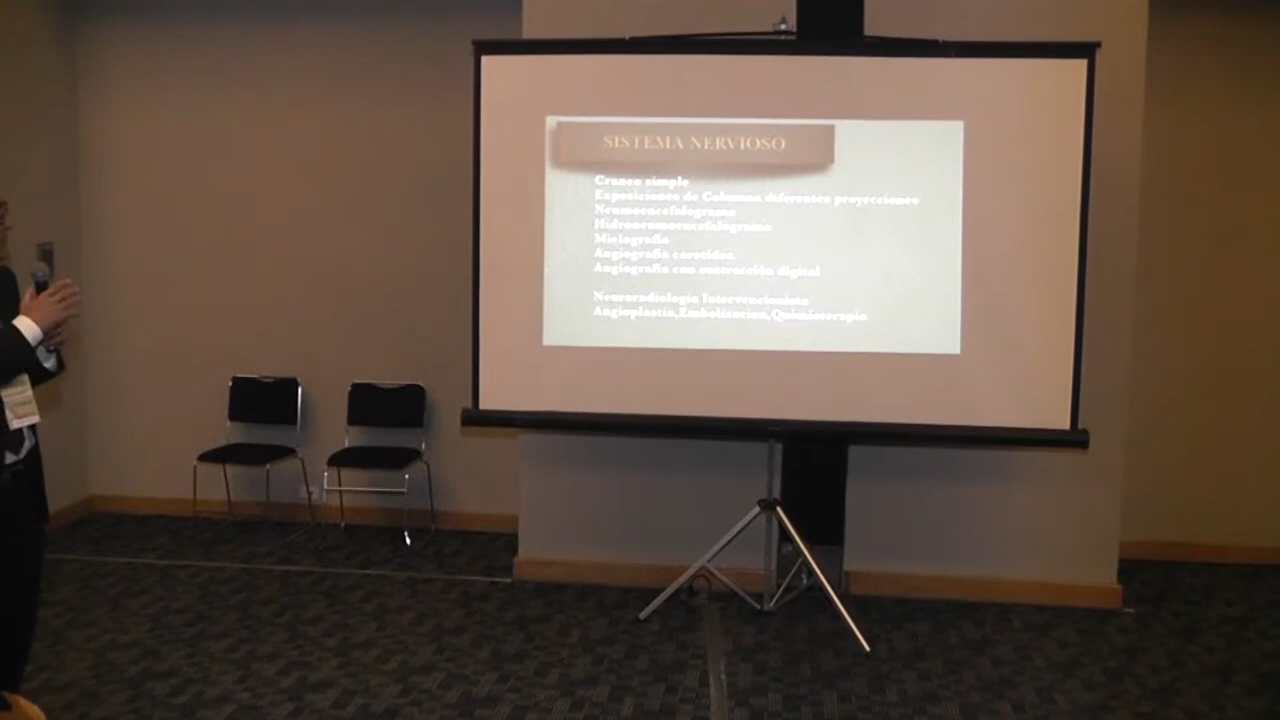 SISTEMA NERVIOSO
Craneo simple
Exposiciones de Columna diferentes proyecciones
Neumoencefalograma
Hidroneumoencefalograma
Mielografia
Angiografia carotidea
Angiografia con sustracción digital
Neuroradiologia Intervencionista
Angioplastia,Embolizacion,Quimioterapia